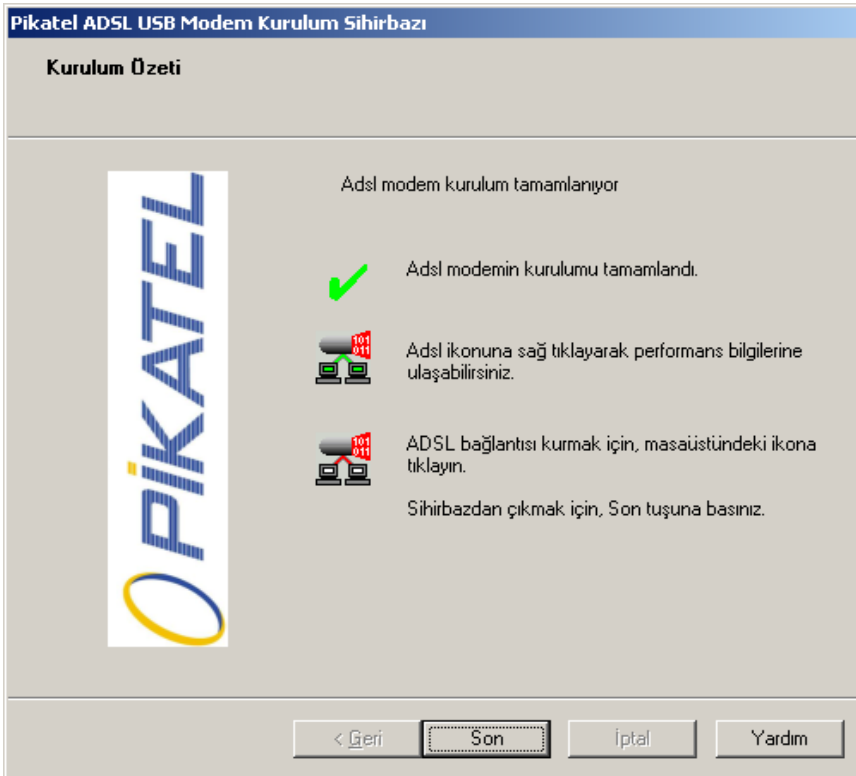 Pikatel ADSL USB Modem Kurulum Sihirbazı
Kurulum Özeti
PİKATEL
Adsl modem kurulum tamamlanıyor
Adsl modemin kurulumu tamamlandı.
101
011
Adsl ikonuna sağ tıklayarak performans bilgilerine
ulaşabilirsiniz.
101
011
ADSL bağlantısı kurmak için, masaüstündeki ikona
tıklayın.
Sihirbazdan çıkmak için, Son tuşuna basınız.
< Geri
Son
İptal
Yardım